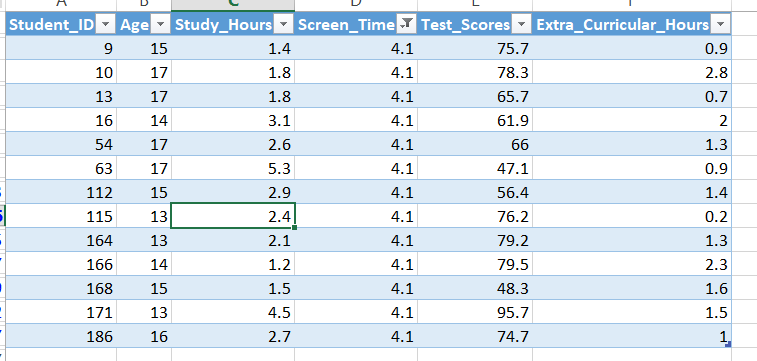 A B C D E F
Student_ID Age Study_Hours Screen_Time Test_Scores Extra_Curricular_Hours
9 15 1.4 4.1 75.7 0.9
10 17 1.8 4.1 78.3 2.8
13 17 1.8 4.1 65.7 0.7
16 14 3.1 4.1 61.9 2
54 17 2.6 4.1 66 1.3
63 17 5.3 4.1 47.1 0.9
112 15 2.9 4.1 56.4 1.4
115 13 2.4 4.1 76.2 0.2
164 13 2.1 4.1 79.2 1.3
166 14 1.2 4.1 79.5 2.3
168 15 1.5 4.1 48.3 1.6
171 13 4.5 4.1 95.7 1.5
186 16 2.7 4.1 74.7 1